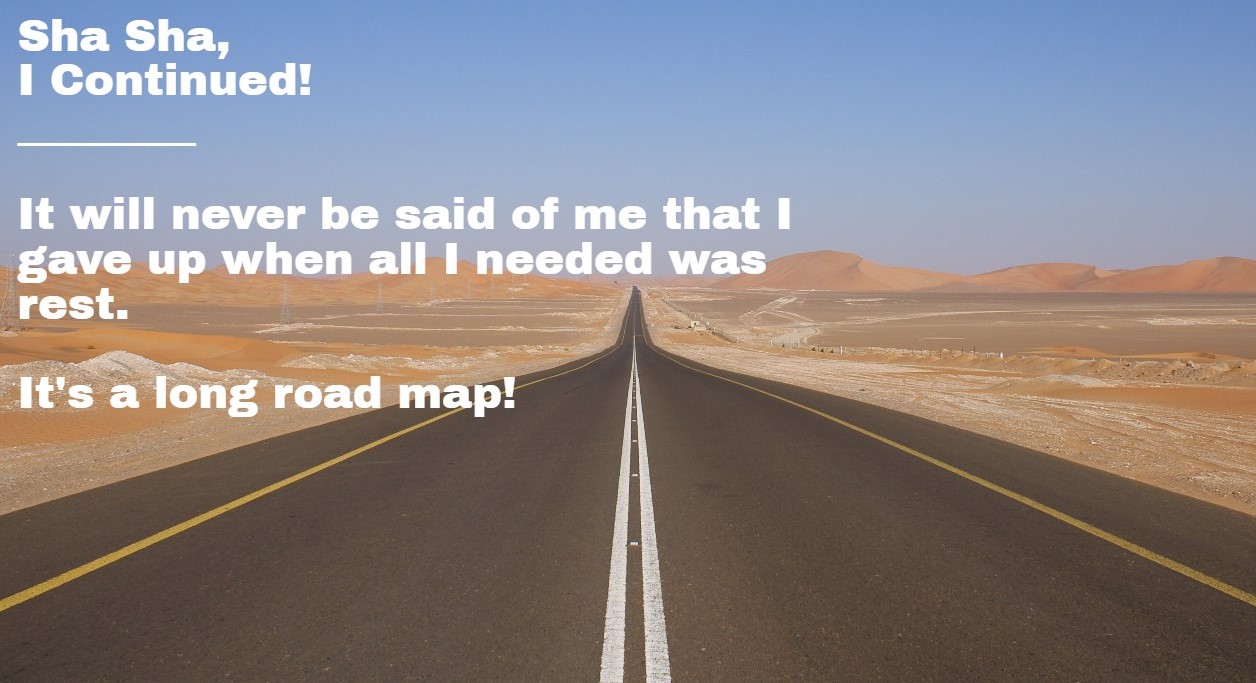 Sha Sha,
I Continued!
It will never be said of me that I
gave up when all I needed was
rest.
It's a long road map!